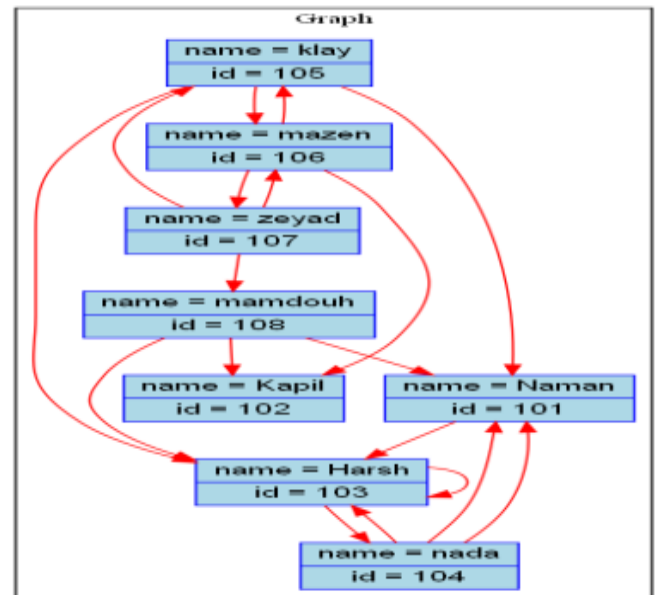 Graph
name = klay
id = 105
name = mazen
id = 106
name = zeyad
id = 107
name = mamdouh
id = 108
name = Kapil
id = 102
name = Naman
id = 101
name = Harsh
id = 103
name = nada
id = 104